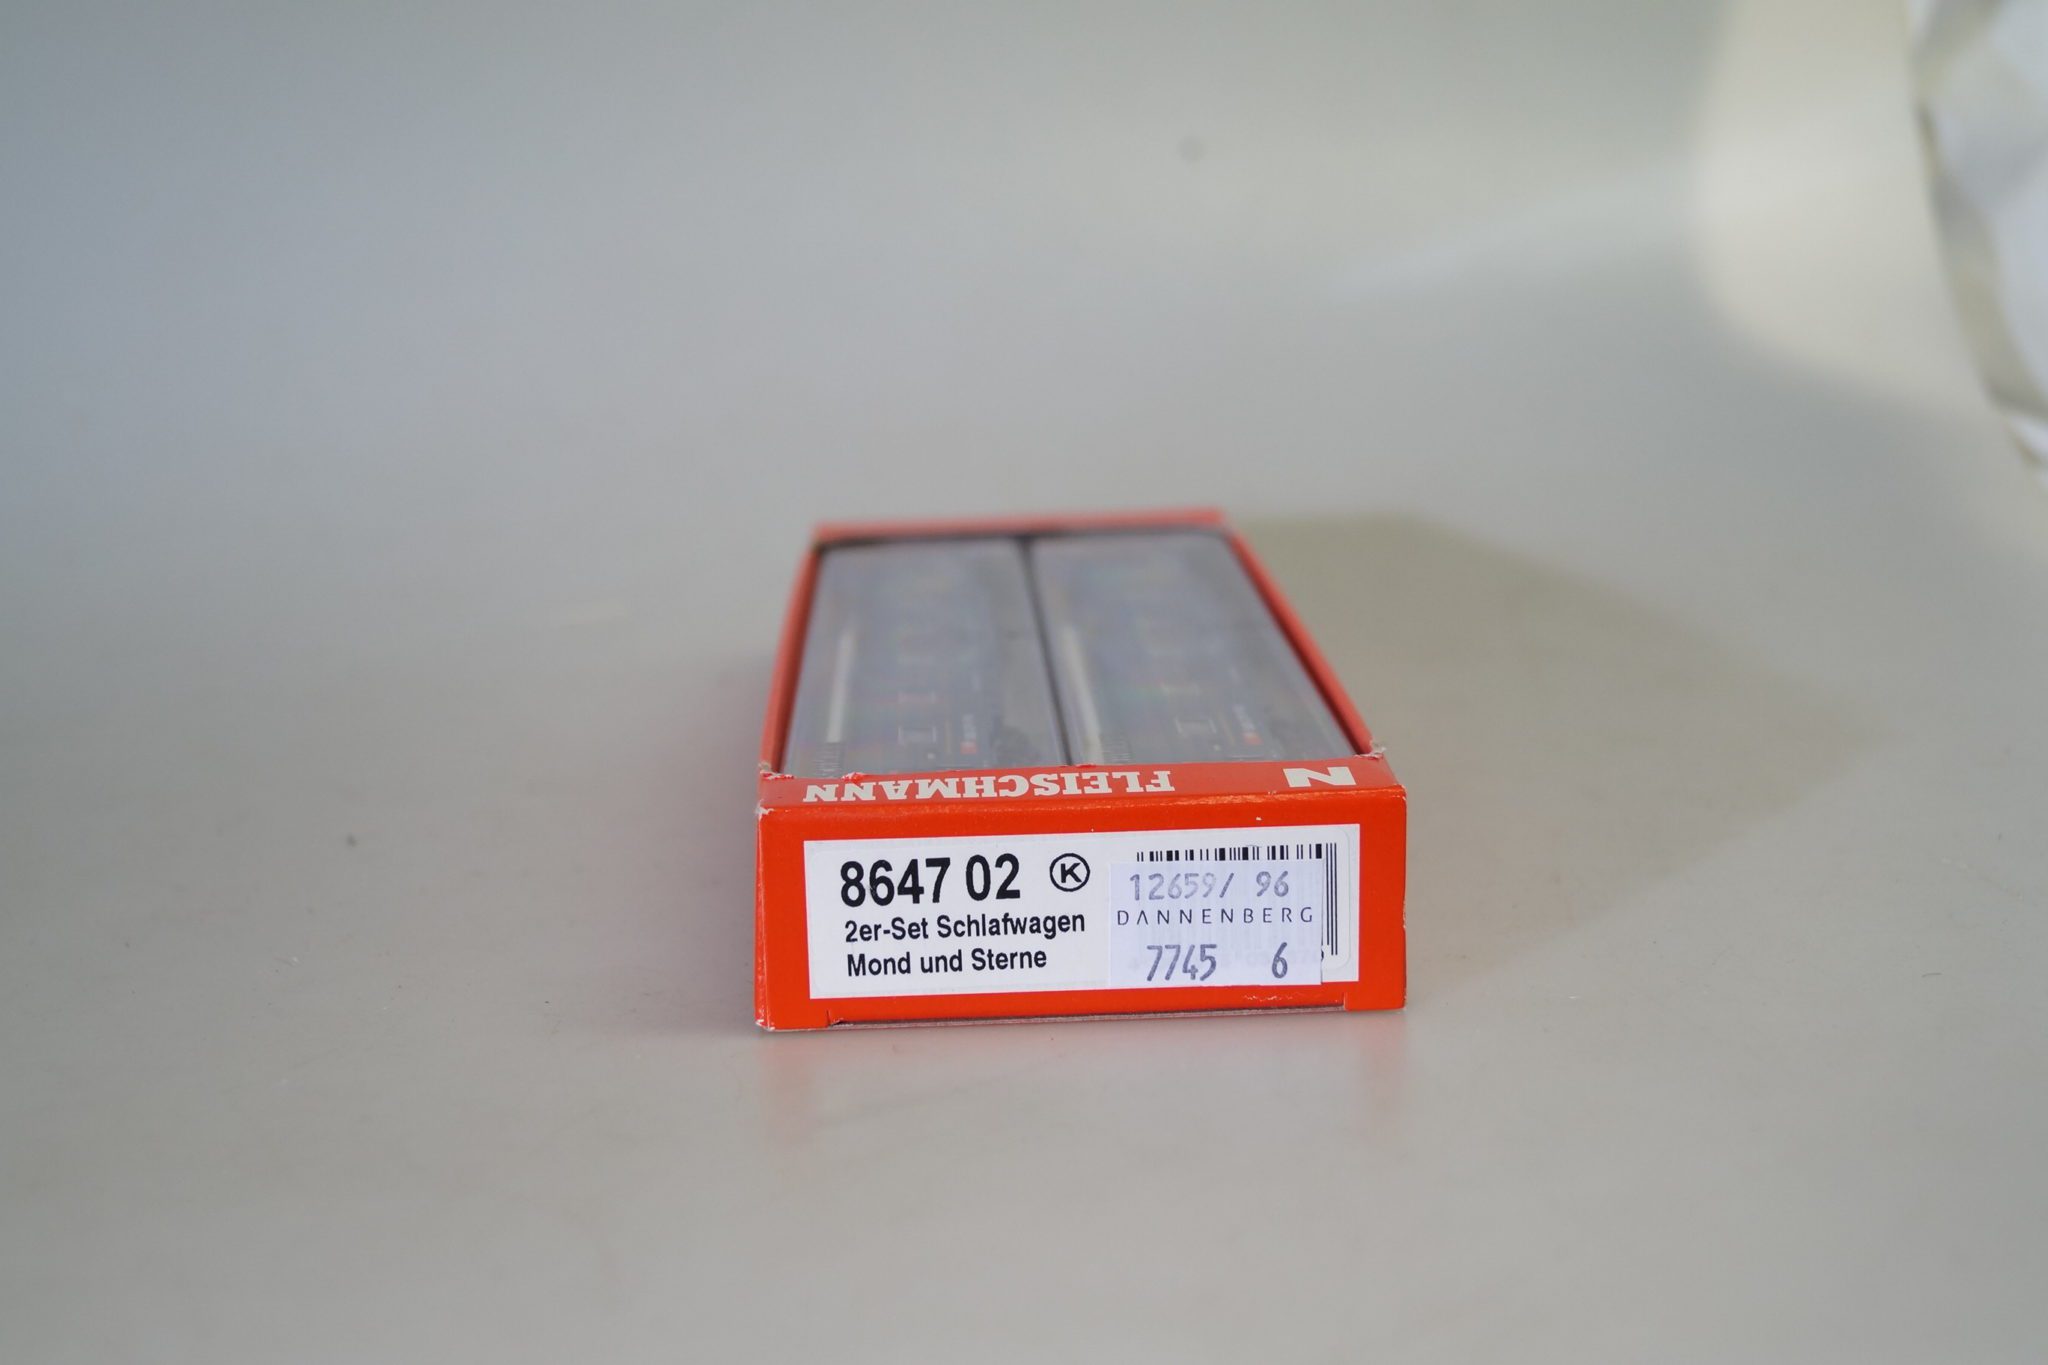 FLEISCHMANN N
8647 02 K
2er-Set Schlafwagen
Mond und Sterne
12659/ 96
DANNENBERG
7745 6